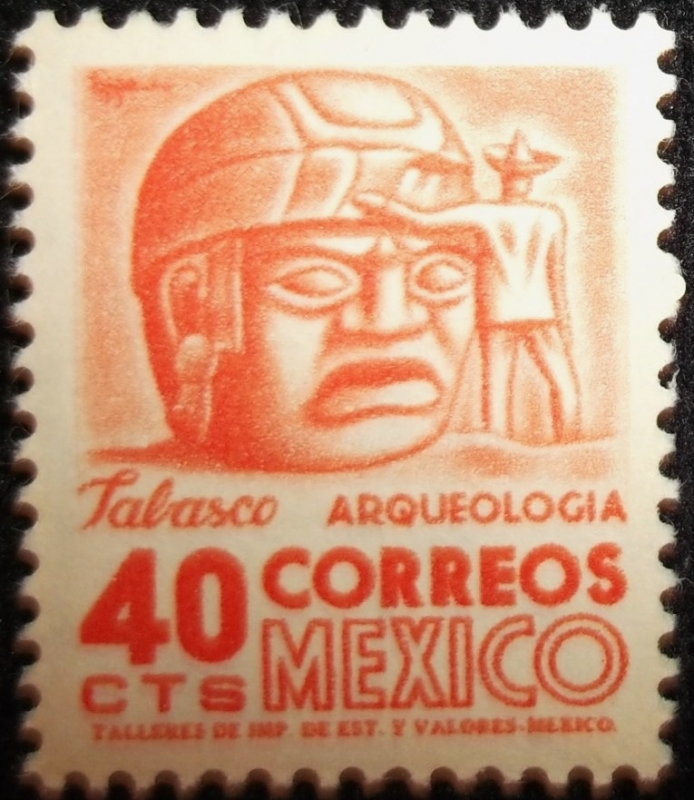 Tabasco ARQUEOLOGIA
40 CTS CORREOS
MEXICO
TALLERES DE IMP. DE EST. Y VALORES-MEXICO.